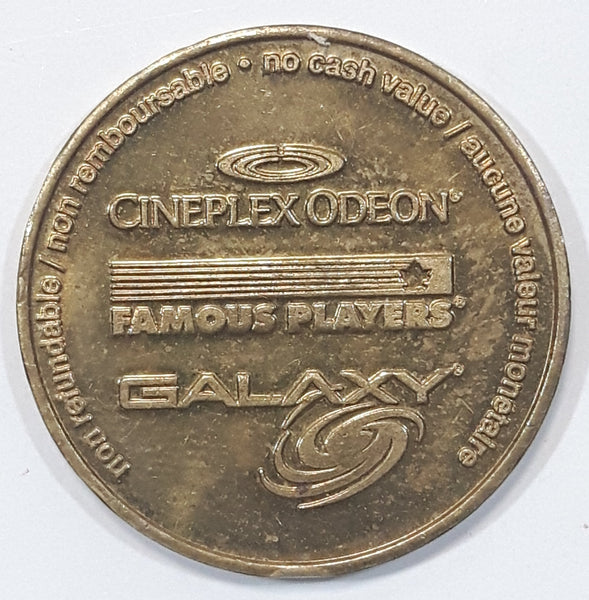 non refundable / non remboursable • no cash value / aucune valeur monétaire
CINEPLEX ODEON®
FAMOUS PLAYERS®
GALAXY®